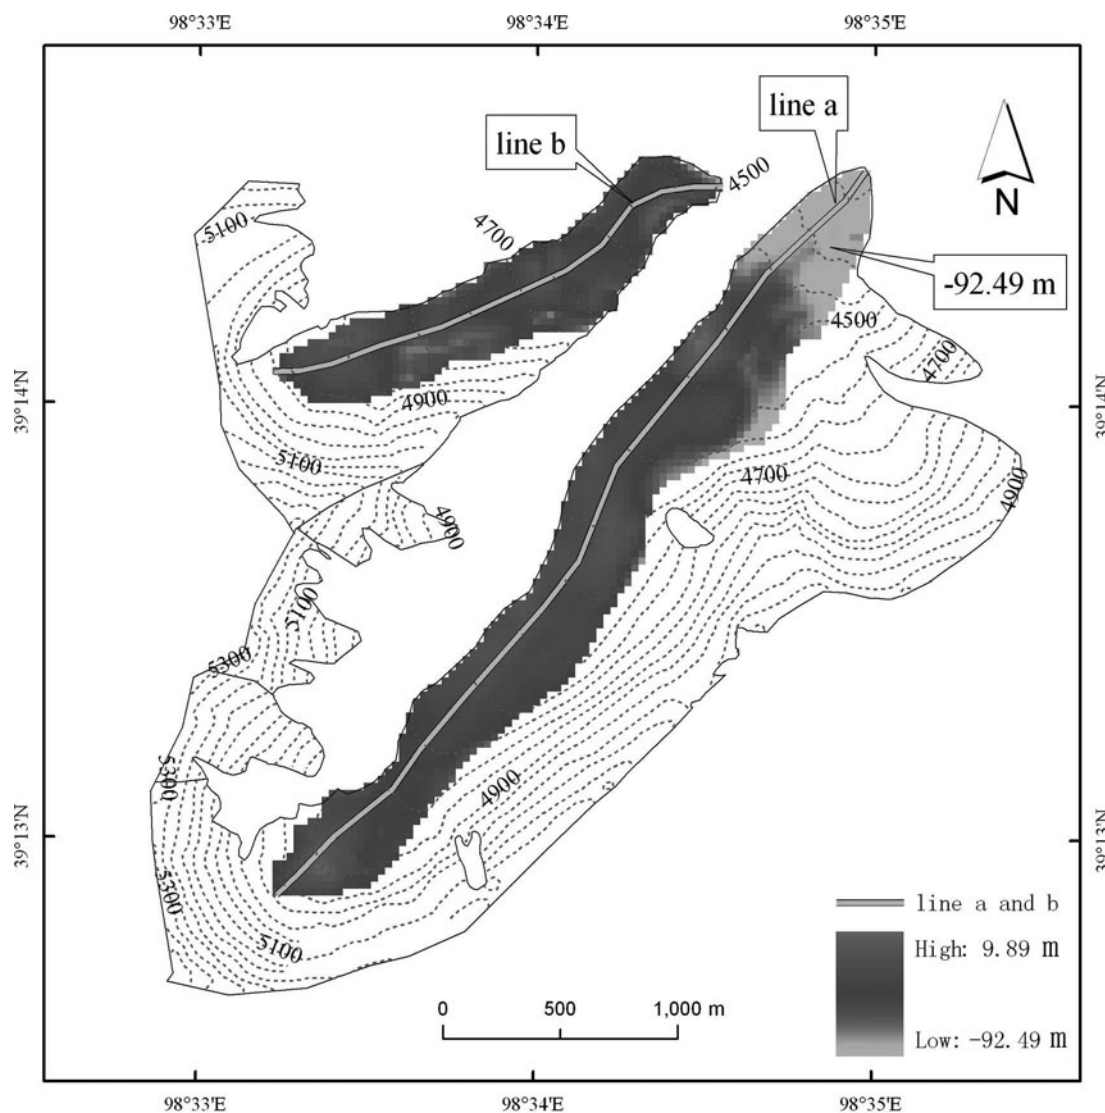 98°33'E 98°34'E 98°35'E
line a
line b
4500
N
5100
4700
-92.49 m
4500
4700
39°14'N
39°14'N
4900
5100
4700
4900
4900
5100
5300
5300
4900
39°13'N
39°13'N
5300
line a and b
5100
High: 9.89 m
0 500 1,000 m
Low: -92.49 m
98°33'E 98°34'E 98°35'E